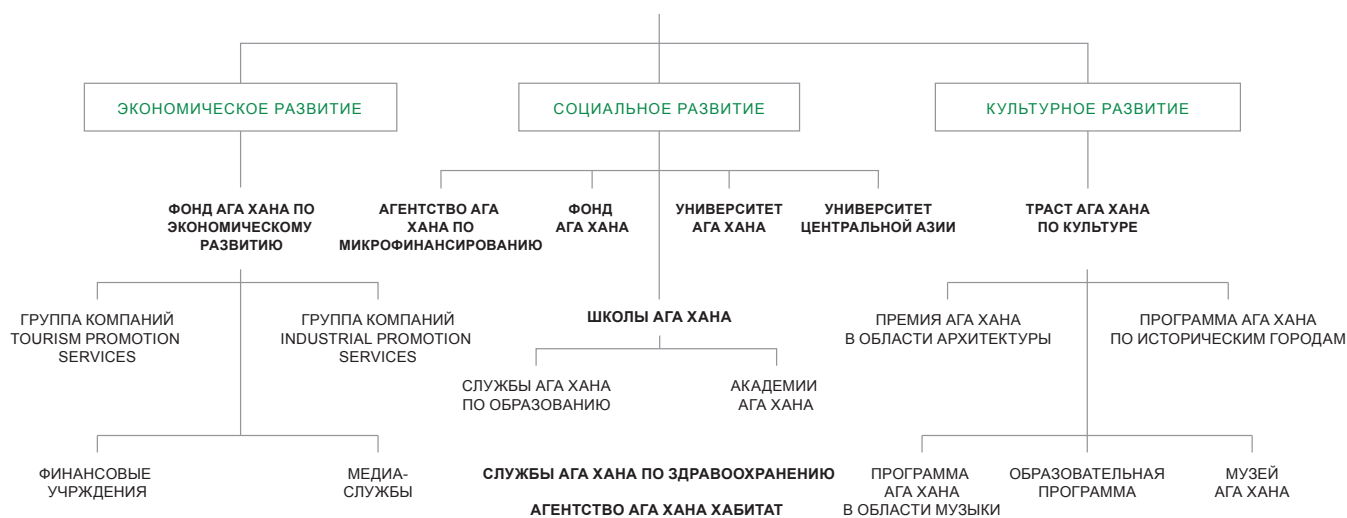 ЭКОНОМИЧЕСКОЕ РАЗВИТИЕ
СОЦИАЛЬНОЕ РАЗВИТИЕ
КУЛЬТУРНОЕ РАЗВИТИЕ
ФОНД АГА ХАНА ПО
ЭКОНОМИЧЕСКОМУ
РАЗВИТИЮ
АГЕНТСТВО АГА
ХАНА ПО
МИКРОФИНАНСИРОВАНИЮ
ФОНД
АГА ХАНА
УНИВЕРСИТЕТ
АГА ХАНА
УНИВЕРСИТЕТ
ЦЕНТРАЛЬНОЙ АЗИИ
ТРАСТ АГА ХАНА
ПО КУЛЬТУРЕ
ГРУППА КОМПАНИЙ
TOURISM PROMOTION
SERVICES
ГРУППА КОМПАНИЙ
INDUSTRIAL PROMOTION
SERVICES
ШКОЛЫ АГА ХАНА
ПРЕМИЯ АГА ХАНА
В ОБЛАСТИ АРХИТЕКТУРЫ
ПРОГРАММА АГА ХАНА
ПО ИСТОРИЧЕСКИМ ГОРОДАМ
СЛУЖБЫ АГА ХАНА
ПО ОБРАЗОВАНИЮ
АКАДЕМИИ
АГА ХАНА
ФИНАНСОВЫЕ
УЧРЖДЕНИЯ
МЕДИА-
СЛУЖБЫ
СЛУЖБЫ АГА ХАНА ПО ЗДРАВООХРАНЕНИЮ
АГЕНТСТВО АГА ХАНА ХАБИТАТ
ПРОГРАММА
АГА ХАНА
В ОБЛАСТИ МУЗЫКИ
ОБРАЗОВАТЕЛЬНАЯ
ПРОГРАММА
МУЗЕЙ
АГА ХАНА